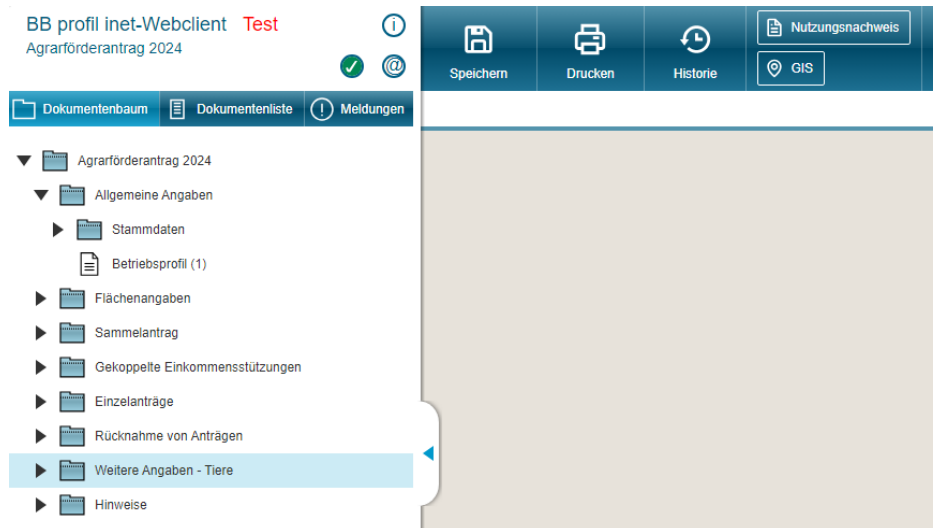 BB profil inet-Webclient Test
Agrarförderantrag 2024
Speichern
Drucken
Historie
Nutzungsnachweis
GIS
Dokumentenbaum
Dokumentenliste
Meldungen
Agrarförderantrag 2024
Allgemeine Angaben
Stammdaten
Betriebsprofil (1)
Flächenangaben
Sammelantrag
Gekoppelte Einkommensstützungen
Einzelanträge
Rücknahme von Anträgen
Weitere Angaben - Tiere
Hinweise